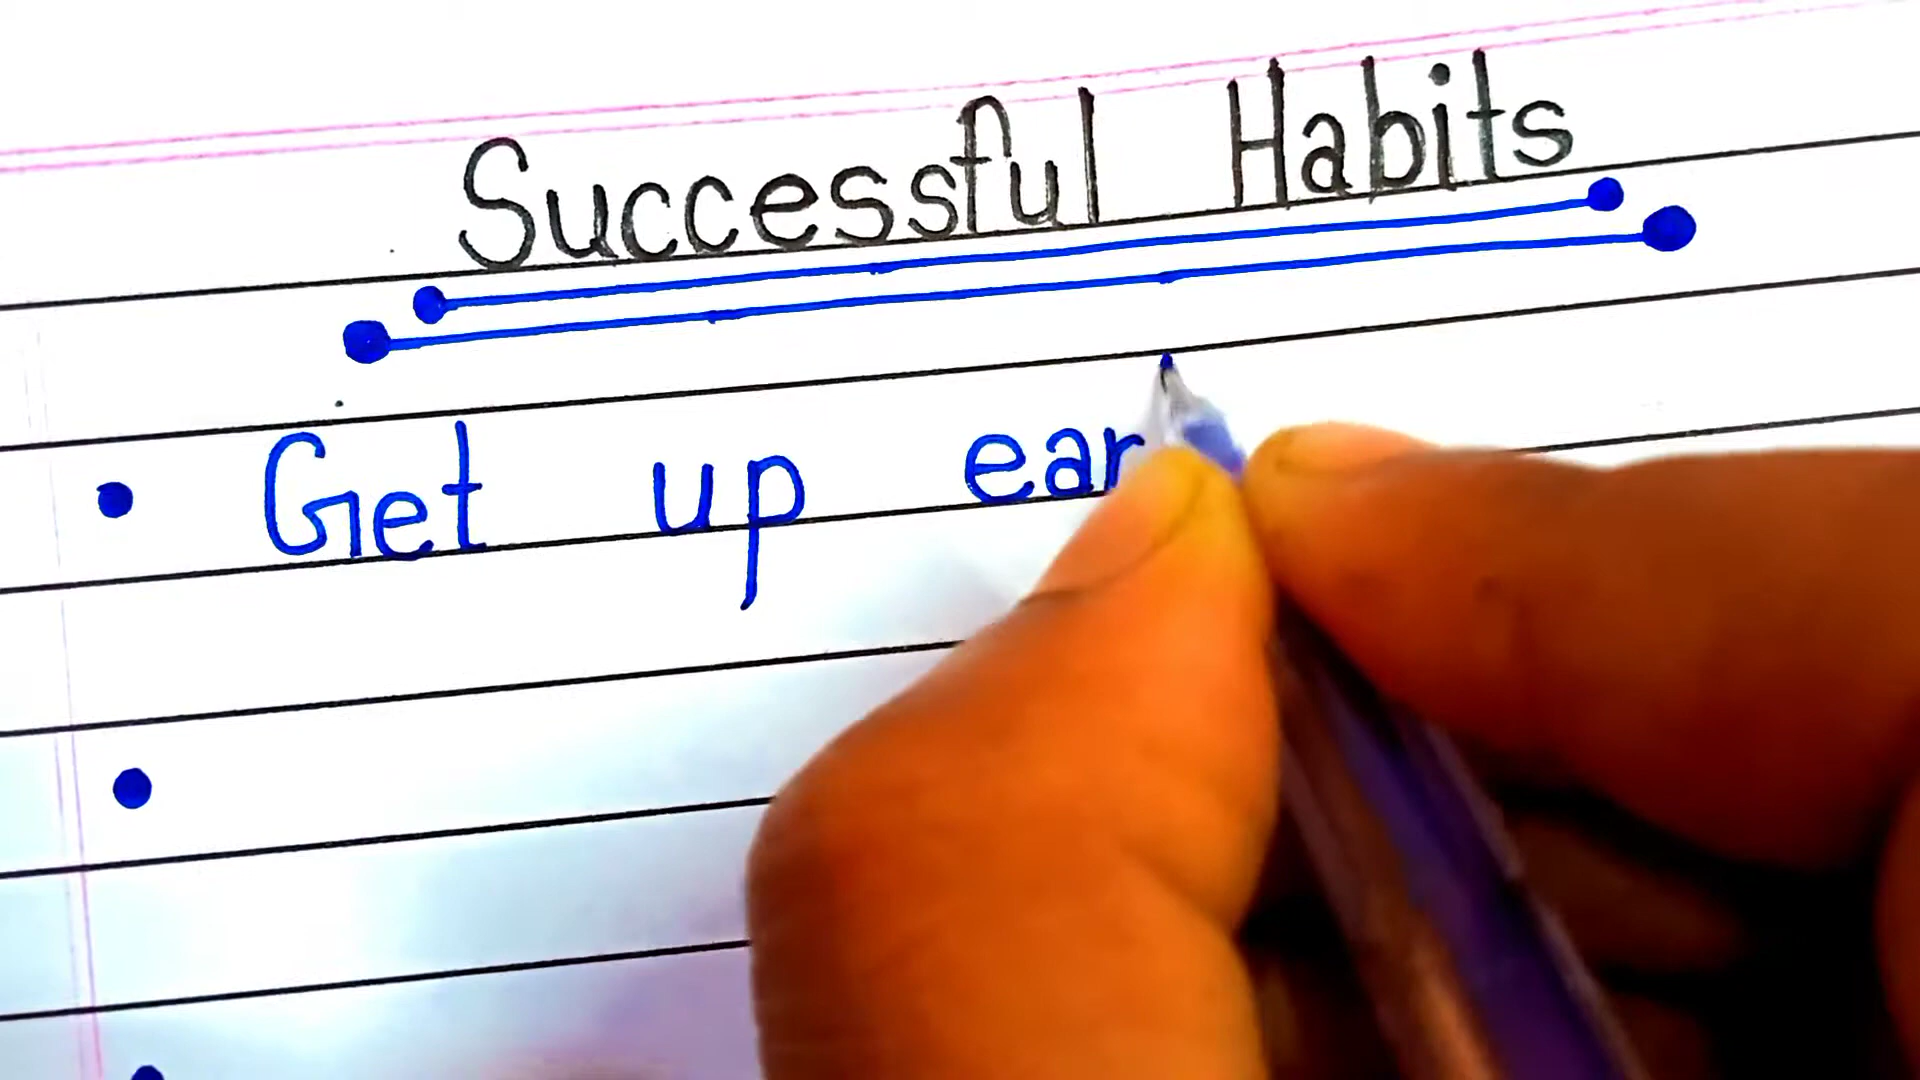 Successful Habits
• Get up ear
•
•